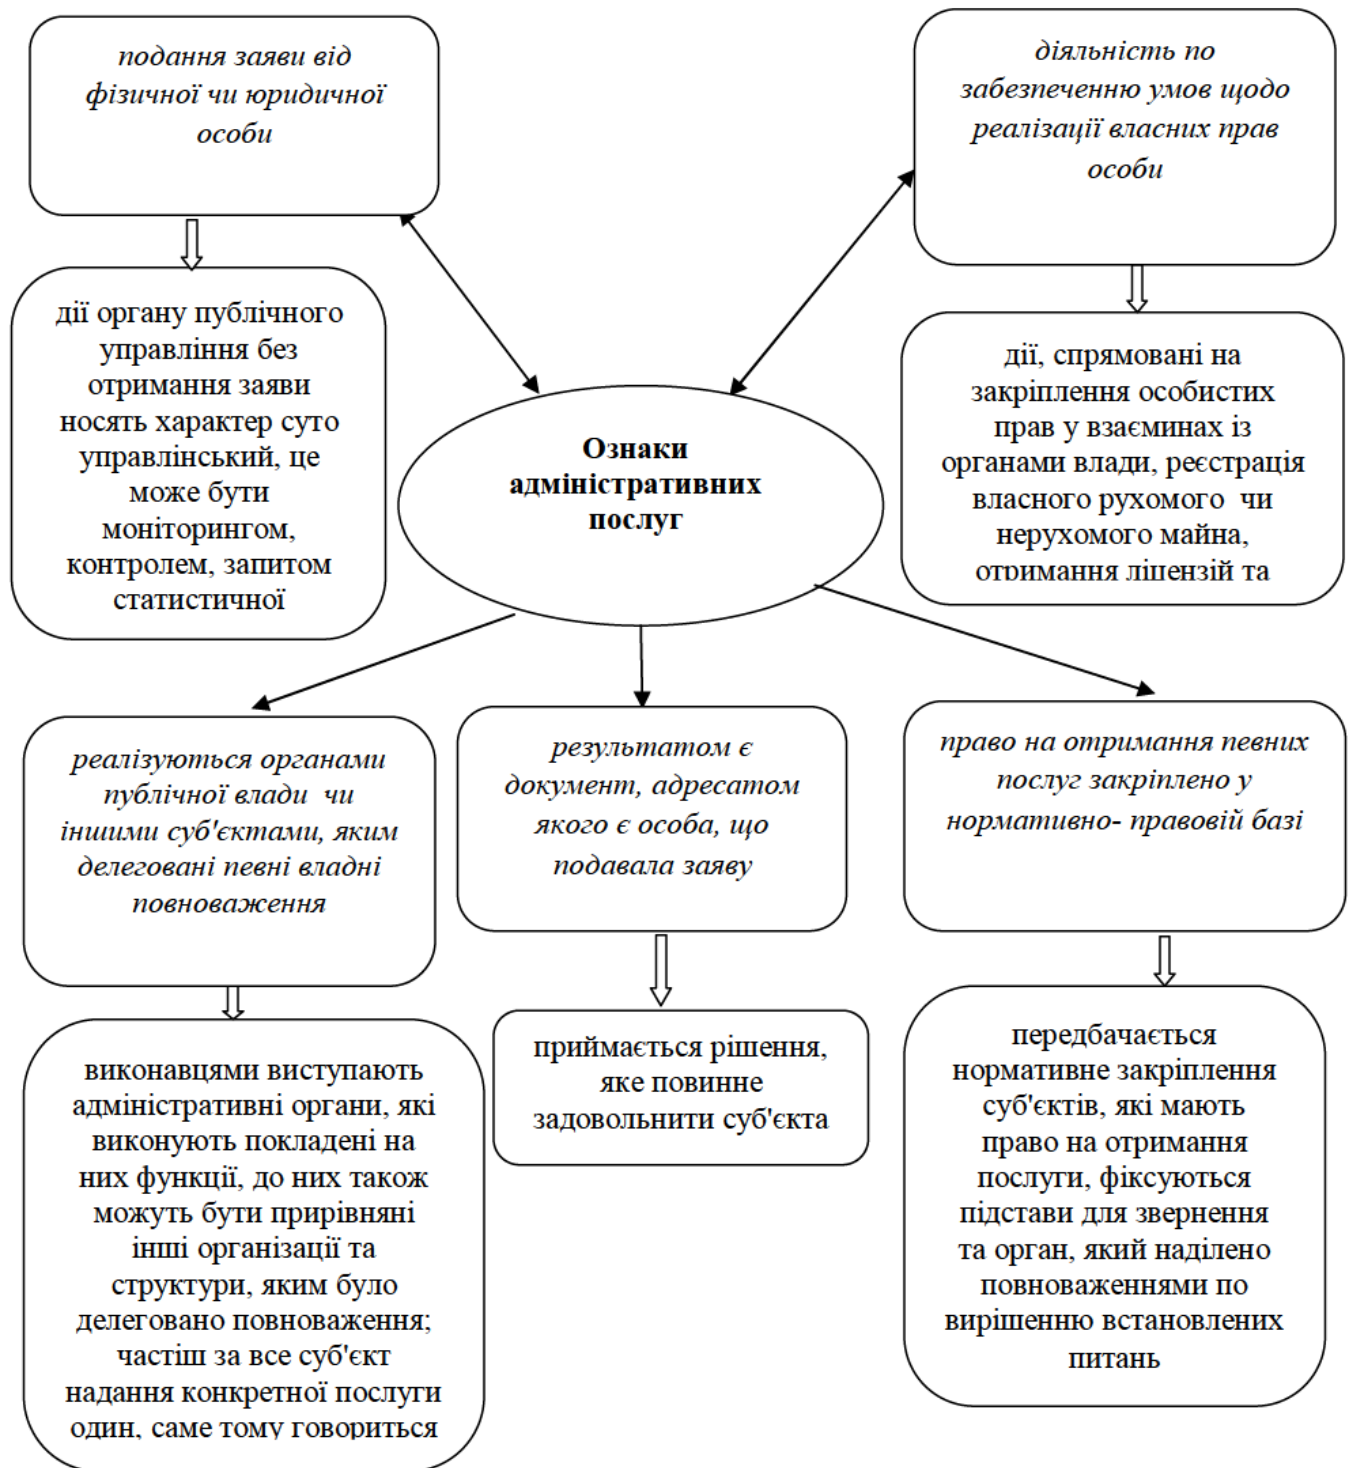 подання заяви від
фізичної чи юридичної
особи
діяльність по
забезпеченню умов щодо
реалізації власних прав
особи
дії органу публічного
управління без
отримання заяви
носять характер суто
управлінський, це
може бути
моніторингом,
контролем, запитом
статистичної
дії, спрямовані на
закріплення особистих
прав у взаєминах із
органами влади, реєстрація
власного рухомого чи
нерухомого майна,
отримання ліцензій та
Ознаки
адміністративних
послуг
реалізуються органами
публічної влади чи
іншими суб'єктами, яким
делеговані певні владні
повноваження
результатом є
документ, адресатом
якого є особа, що
подавала заяву
право на отримання певних
послуг закріплено у
нормативно- правовій базі
виконавцями виступають
адміністративні органи, які
виконують покладені на
них функції, до них також
можуть бути прирівняні
інші організації та
структури, яким було
делеговано повноваження;
частіш за все суб'єкт
надання конкретної послуги
один, саме тому говориться
приймається рішення,
яке повинне
задовольнити суб'єкта
передбачається
нормативне закріплення
суб'єктів, які мають
право на отримання
послуги, фіксуються
підстави для звернення
та орган, який наділено
повноваженнями по
вирішенню встановлених
питань